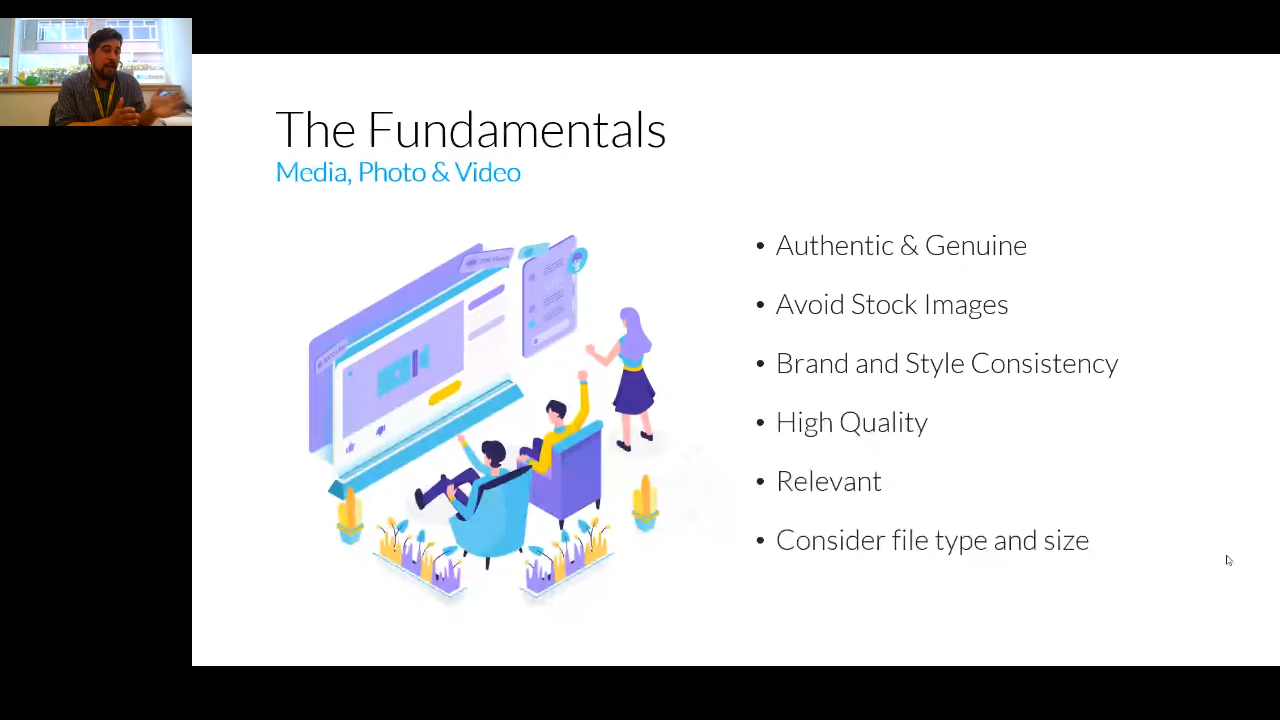 The Fundamentals
Media, Photo & Video
• Authentic & Genuine
• Avoid Stock Images
• Brand and Style Consistency
• High Quality
• Relevant
• Consider file type and size